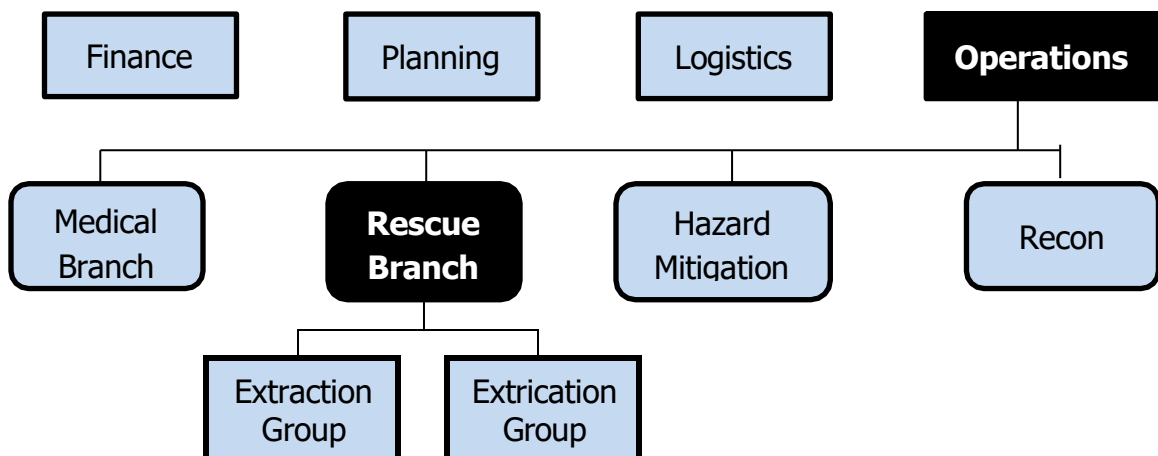 Finance
Planning
Logistics
Operations
Medical
Branch
Rescue
Branch
Hazard
Mitigation
Recon
Extraction
Group
Extrication
Group